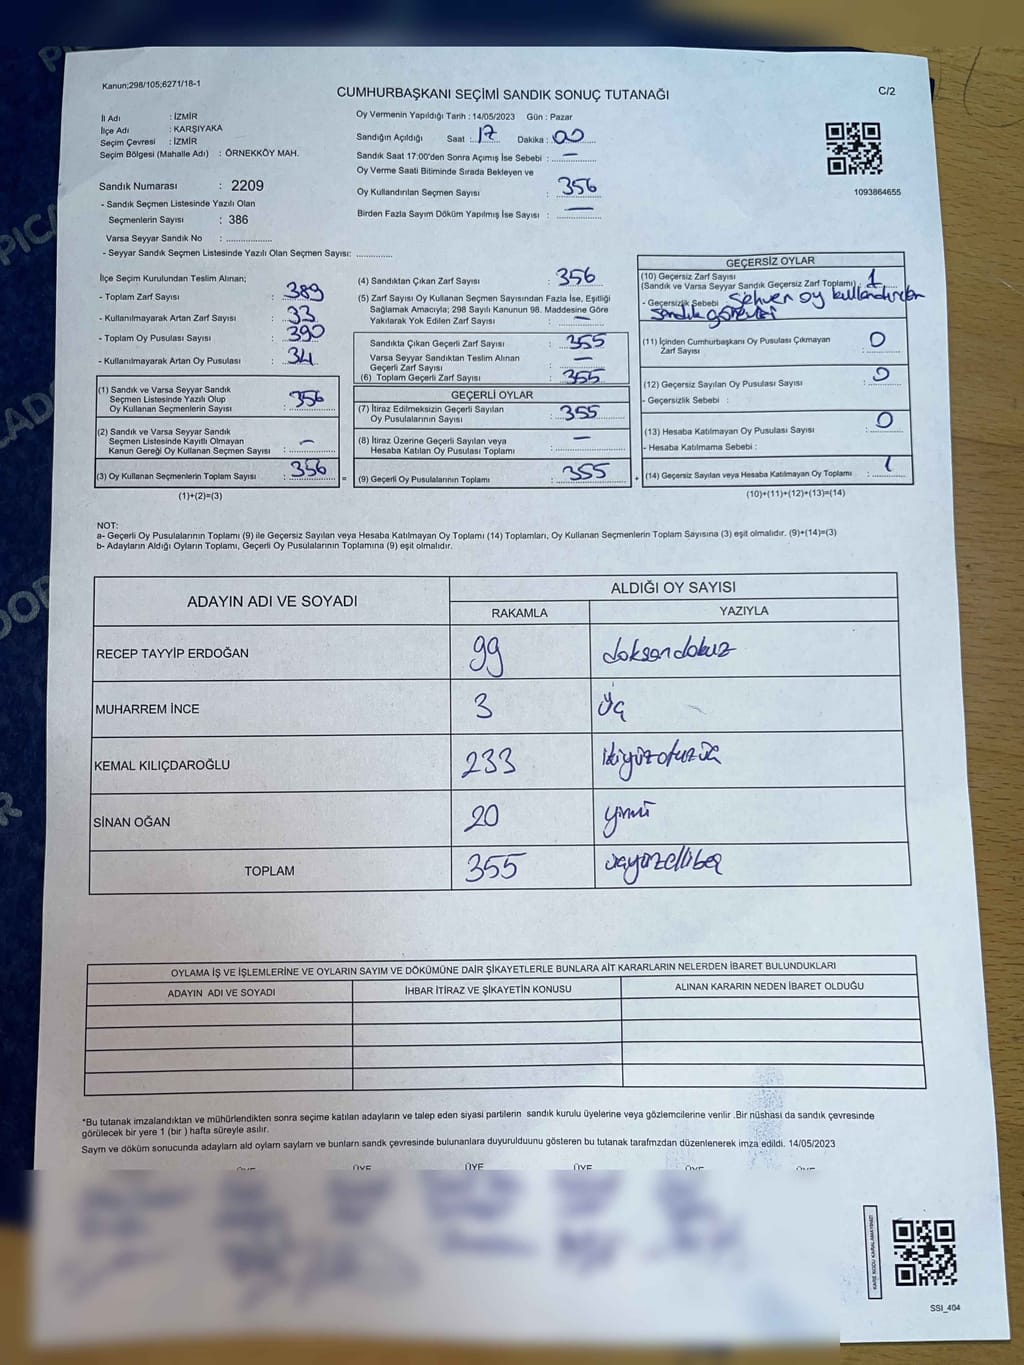 Kanun;298/105;6271/18-1
CUMHURBAŞKANI SEÇİMİ SANDIK SONUÇ TUTANAĞI
C/2
İl Adı : İZMİR
İlçe Adı : KARŞIYAKA
Seçim Çevresi : İZMİR
Seçim Bölgesi (Mahalle Adı) : ÖRNEKKÖY MAH.
Sandık Numarası : 2209
- Sandık Seçmen Listesinde Yazılı Olan
Seçmenlerin Sayısı : 386
Varsa Seyyar Sandık No :
- Seyyar Sandık Seçmen Listesinde Yazılı Olan Seçmen Sayısı:
Oy Vermenin Yapıldığı Tarih : 14/05/2023 Gün : Pazar
Sandığın Açıldığı Saat : 17 Dakika : 00
Sandık Saat 17:00'den Sonra Açımış İse Sebebi : —
Oy Verme Saati Bitiminde Sırada Bekleyen ve
Oy Kullandırılan Seçmen Sayısı : 356
Birden Fazla Sayım Döküm Yapılmış İse Sayısı : —
1093864655
İlçe Seçim Kurulundan Teslim Alınan;
- Toplam Zarf Sayısı : 389
- Kullanılmayarak Artan Zarf Sayısı : 33
- Toplam Oy Pusulası Sayısı : 390
- Kullanılmayarak Artan Oy Pusulası : 34
(1) Sandık ve Varsa Seyyar Sandık
Seçmen Listesinde Yazılı Olup
Oy Kullanan Seçmenlerin Sayısı : 356
(2) Sandık ve Varsa Seyyar Sandık
Seçmen Listesinde Kayıtlı Olmayan
Kanun Gereği Oy Kullanan Seçmen Sayısı : —
(3) Oy Kullanan Seçmenlerin Toplam Sayısı : 356
(1)+(2)=(3)
(4) Sandıktan Çıkan Zarf Sayısı : 356
(5) Zarf Sayısı Oy Kullanan Seçmen Sayısından Fazla İse, Eşitliği
Sağlamak Amacıyla; 298 Sayılı Kanunun 98. Maddesine Göre
Yakılarak Yok Edilen Zarf Sayısı : —
Sandıkta Çıkan Geçerli Zarf Sayısı : 355
Varsa Seyyar Sandıktan Teslim Alınan
Geçerli Zarf Sayısı : —
(6) Toplam Geçerli Zarf Sayısı : 355
GEÇERLİ OYLAR
(7) İtiraz Edilmeksizin Geçerli Sayılan
Oy Pusulalarının Sayısı : 355
(8) İtiraz Üzerine Geçerli Sayılan veya
Hesaba Katılan Oy Pusulası Toplamı : —
= (9) Geçerli Oy Pusulalarının Toplamı : 355
GEÇERSİZ OYLAR
(10) Geçersiz Zarf Sayısı
(Sandık ve Varsa Seyyar Sandık Geçersiz Zarf Toplamı) : 1
- Geçersizlik Sebebi : Sehven oy kullandırılan
sandık görevlisi
(11) İçinden Cumhurbaşkanı Oy Pusulası Çıkmayan
Zarf Sayısı : 0
(12) Geçersiz Sayılan Oy Pusulası Sayısı : 0
- Geçersizlik Sebebi :
(13) Hesaba Katılmayan Oy Pusulası Sayısı : 0
- Hesaba Katılmama Sebebi :
+ (14) Geçersiz Sayılan veya Hesaba Katılmayan Oy Toplamı : 1
(10)+(11)+(12)+(13)=(14)
NOT:
a- Geçerli Oy Pusulalarının Toplamı (9) ile Geçersiz Sayılan veya Hesaba Katılmayan Oy Toplamı (14) Toplamları, Oy Kullanan Seçmenlerin Toplam Sayısına (3) eşit olmalıdır. (9)+(14)=(3)
b- Adayların Aldığı Oyların Toplamı, Geçerli Oy Pusulalarının Toplamına (9) eşit olmalıdır.
ADAYIN ADI VE SOYADI
ALDIĞI OY SAYISI
RAKAMLA YAZIYLA
RECEP TAYYİP ERDOĞAN 99 doksandokuz
MUHARREM İNCE 3 üç
KEMAL KILIÇDAROĞLU 233 ikiyüzotuzüç
SİNAN OĞAN 20 yirmi
TOPLAM 355 üçyüzellibeş
OYLAMA İŞ VE İŞLEMLERİNE VE OYLARIN SAYIM VE DÖKÜMÜNE DAİR ŞİKAYETLERLE BUNLARA AİT KARARLARIN NELERDEN İBARET BULUNDUKLARI
ADAYIN ADI VE SOYADI İHBAR İTİRAZ VE ŞİKAYETİN KONUSU ALINAN KARARIN NEDEN İBARET OLDUĞU
*Bu tutanak imzalandıktan ve mühürlendikten sonra seçime katılan adayların ve talep eden siyasi partilerin sandık kurulu üyelerine veya gözlemcilerine verilir .Bir nüshası da sandık çevresinde
görülecek bir yere 1 (bir ) hafta süreyle asılır.
Saym ve döküm sonucunda adayların ald oyların saylarn ve bunlarn sandk çevresinde bulunanlara duyurulduunu gösteren bu tutanak tarafmzdan düzenlenerek imza edildi. 14/05/2023
ÜYE ÜYE ÜYE ÜYE
KARE KODU KARALAMAYINIZ!
SSI_404